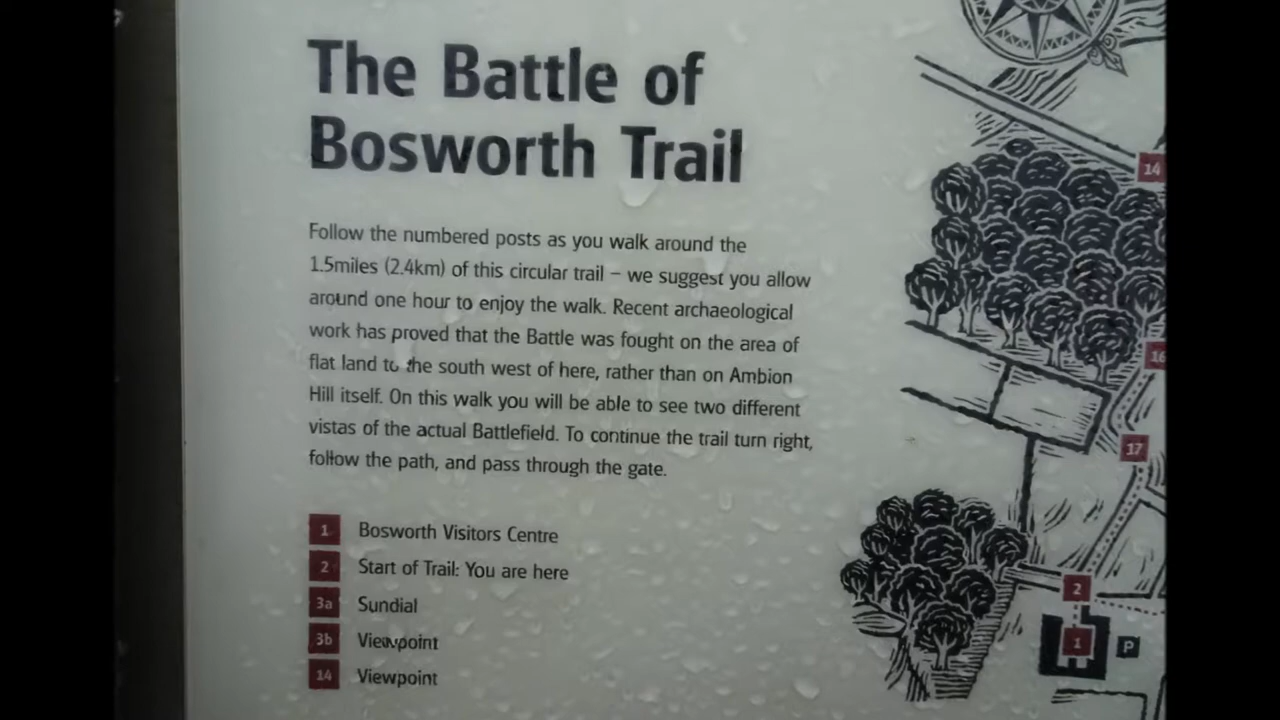 The Battle of
Bosworth Trail
Follow the numbered posts as you walk around the
1.5miles (2.4km) of this circular trail – we suggest you allow
around one hour to enjoy the walk. Recent archaeological
work has proved that the Battle was fought on the area of
flat land to the south west of here, rather than on Ambion
Hill itself. On this walk you will be able to see two different
vistas of the actual Battlefield. To continue the trail turn right,
follow the path, and pass through the gate.
1 Bosworth Visitors Centre
2 Start of Trail: You are here
3a Sundial
3b Viewpoint
14 Viewpoint
14
16
17
2
1 P